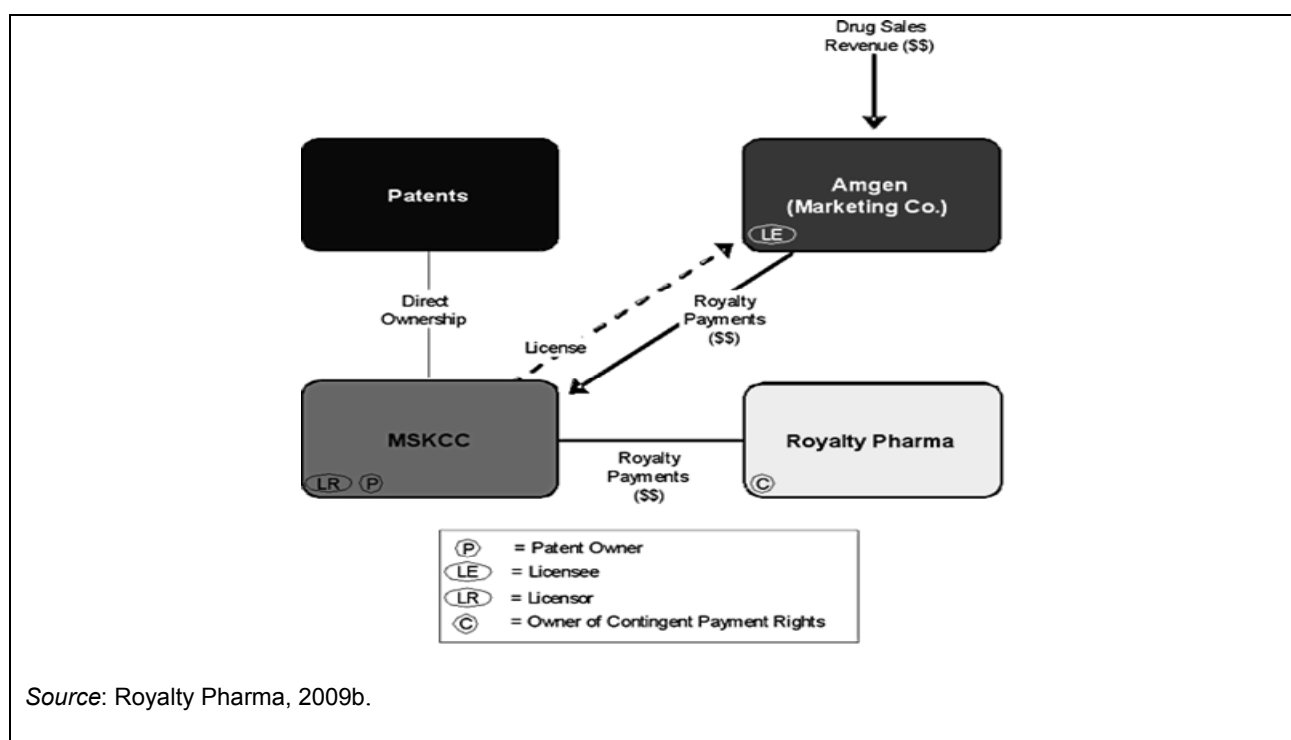 Drug Sales
Revenue ($$)
Patents
Amgen
(Marketing Co.)
LE
Direct
Ownership
License
Royalty
Payments
($$)
MSKCC
LR P
Royalty
Payments
($$)
Royalty Pharma
C
P = Patent Owner
LE = Licensee
LR = Licensor
C = Owner of Contingent Payment Rights
Source: Royalty Pharma, 2009b.